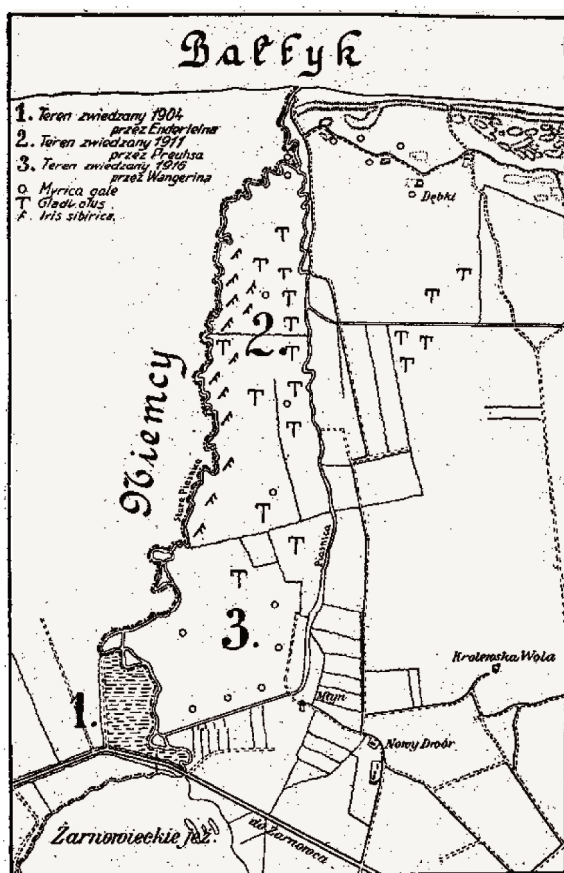 Bałtyk
1. Teren zwiedzany 1904
przez Enderleina
2. Teren zwiedzany 1911
przez Preuhsa
3. Teren zwiedzany 1916
przez Wangerina
Myrica gale
Glad
Iris sibirica
Dębki
2.
Niemcy
Stara Piaśnica
Piaśnica
3.
Królewska Wola
1.
Młyn
Nowy Dwór
Żarnowieckie jez.
do Żarnowca